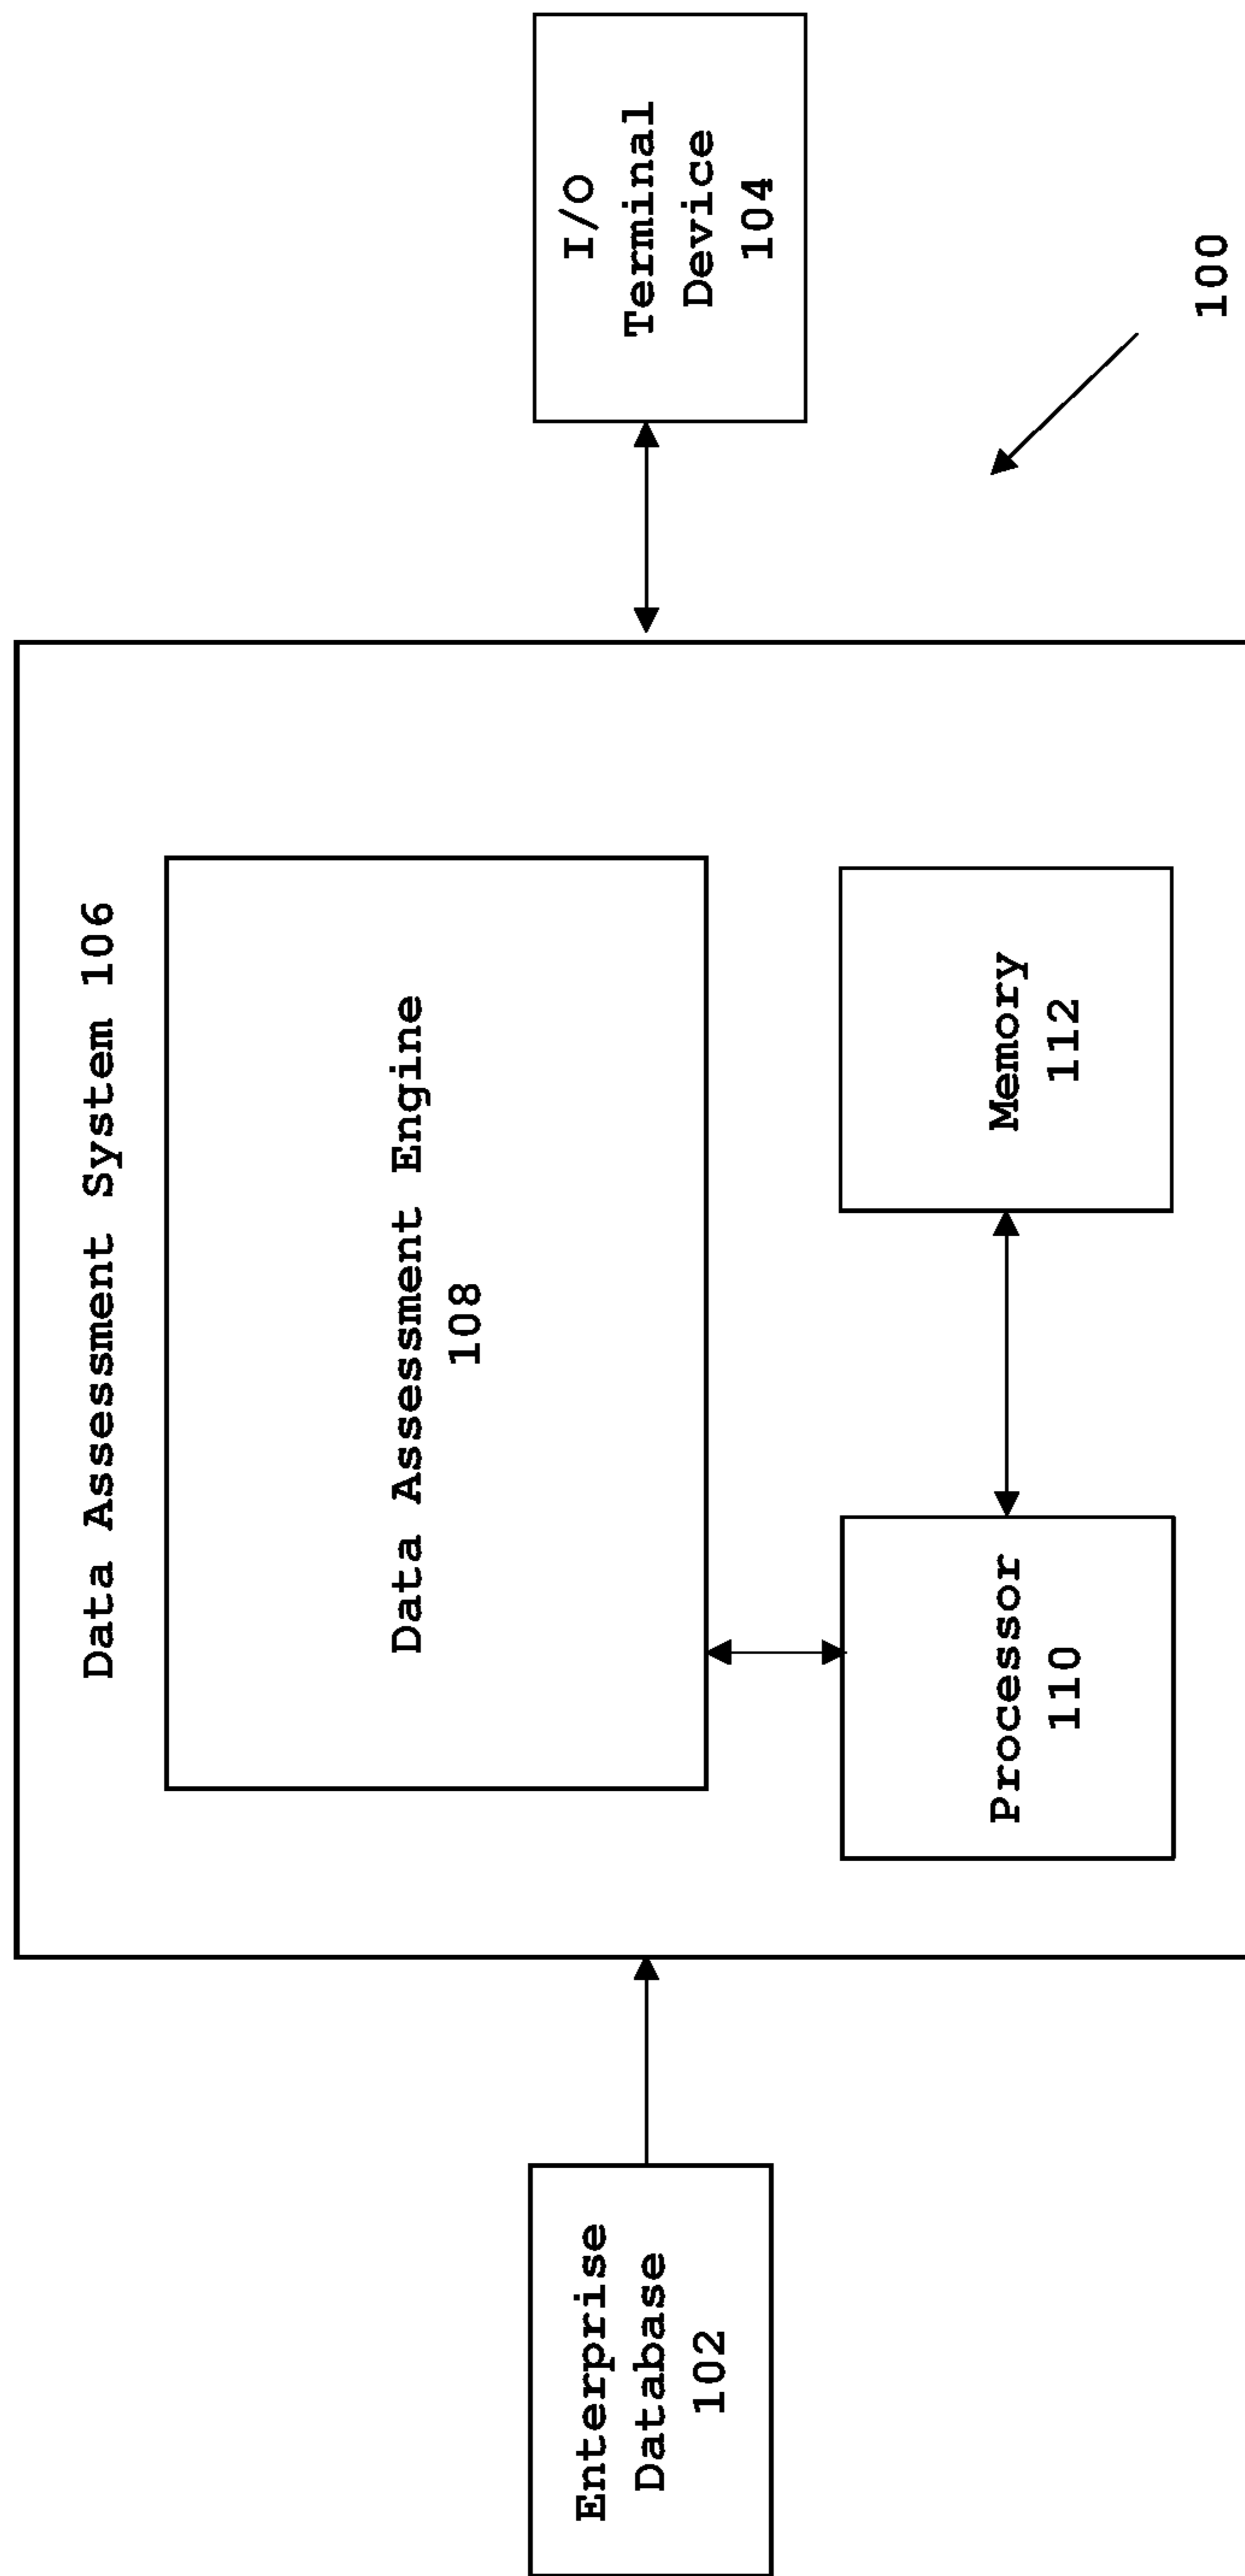 Data Assessment System 106
Data Assessment Engine
108
Enterprise
Database
102
I/O
Terminal
Device
104
Processor
110
Memory
112
100